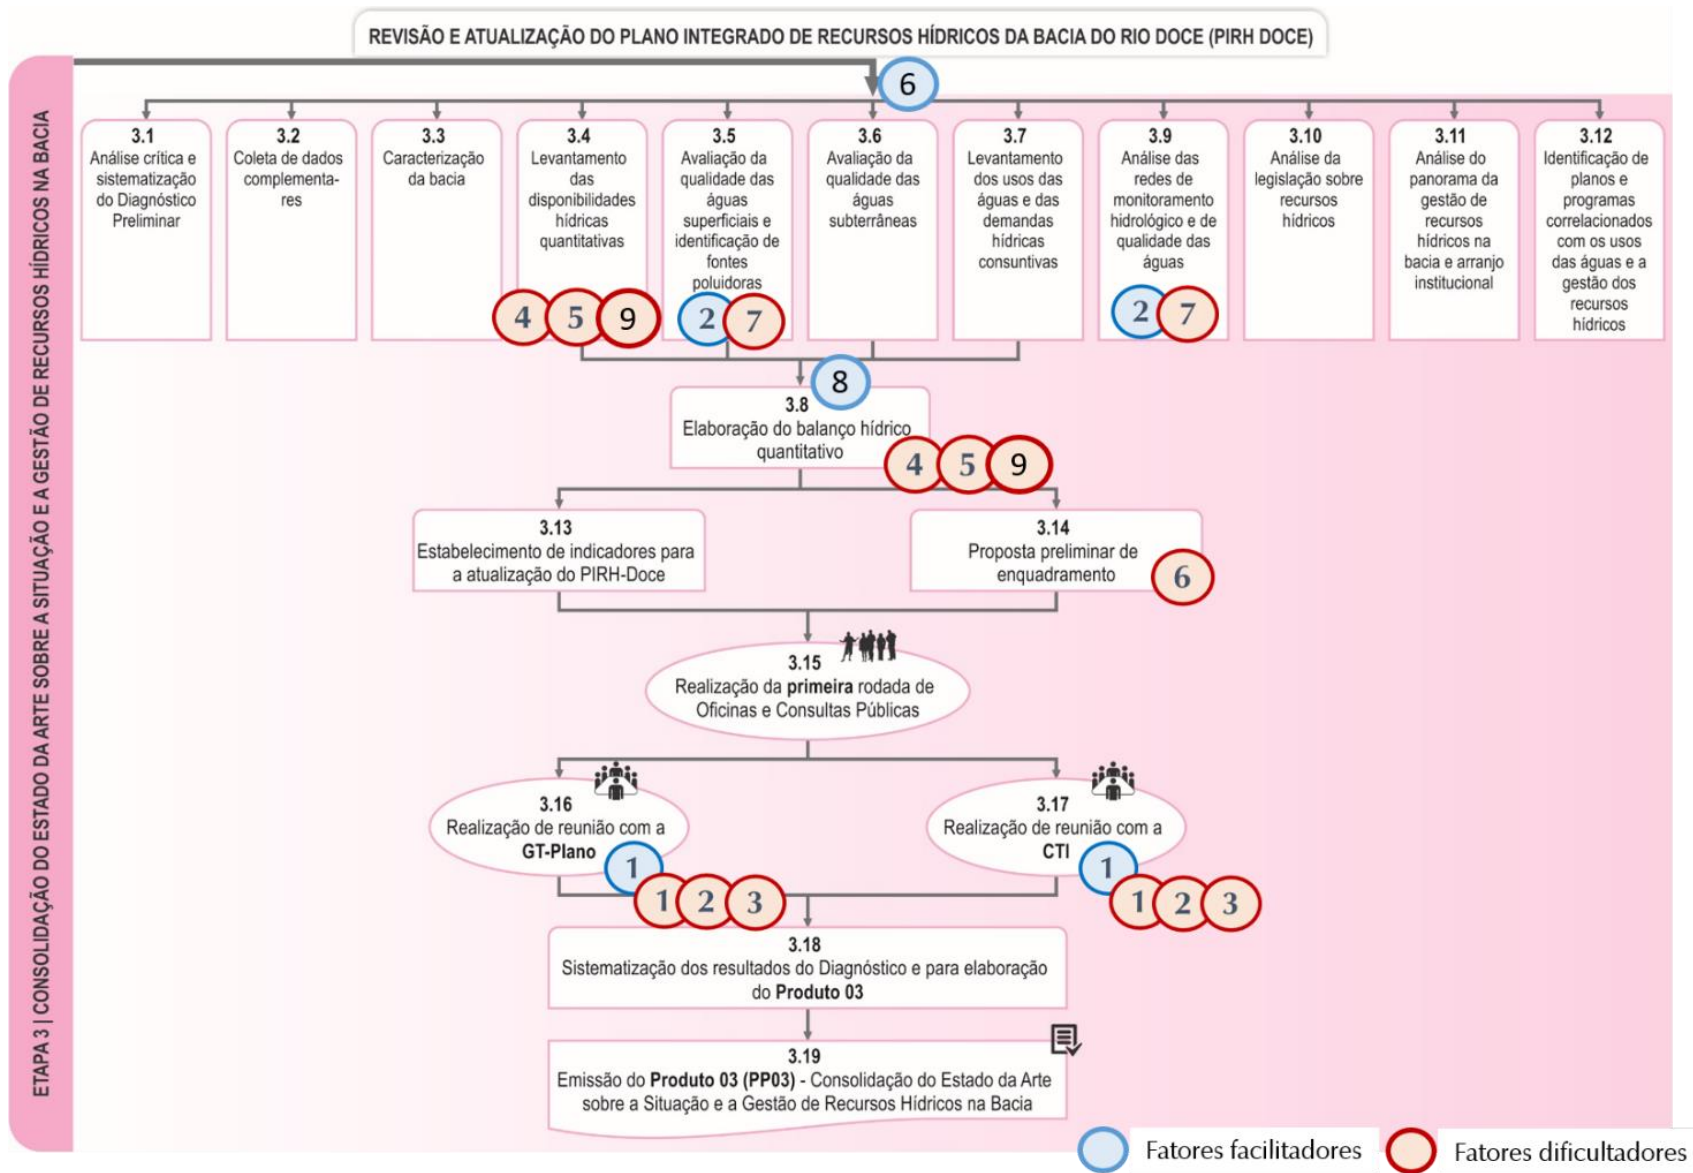 REVISÃO E ATUALIZAÇÃO DO PLANO INTEGRADO DE RECURSOS HÍDRICOS DA BACIA DO RIO DOCE (PIRH DOCE)
ETAPA 3 | CONSOLIDAÇÃO DO ESTADO DA ARTE SOBRE A SITUAÇÃO E A GESTÃO DE RECURSOS HÍDRICOS NA BACIA
6
3.1
Análise crítica e
sistematização
do Diagnóstico
Preliminar
3.2
Coleta de dados
complementa-
res
3.3
Caracterização
da bacia
3.4
Levantamento
das
disponibilidades
hídricas
quantitativas
4 5 9
3.5
Avaliação da
qualidade das
águas
superficiais e
identificação de
fontes
poluidoras
2 7
3.6
Avaliação da
qualidade das
águas
subterrâneas
3.7
Levantamento
dos usos das
águas e das
demandas
hídricas
consuntivas
3.9
Análise das
redes de
monitoramento
hidrológico e de
qualidade das
águas
2 7
3.10
Análise da
legislação sobre
recursos
hídricos
3.11
Análise do
panorama da
gestão de
recursos
hídricos na
bacia e arranjo
institucional
3.12
Identificação de
planos e
programas
correlacionados
com os usos
das águas e a
gestão dos
recursos
hídricos
8
3.8
Elaboração do balanço hídrico
quantitativo
4 5 9
3.13
Estabelecimento de indicadores para
a atualização do PIRH-Doce
3.14
Proposta preliminar de
enquadramento
6
3.15
Realização da primeira rodada de
Oficinas e Consultas Públicas
3.16
Realização de reunião com a
GT-Plano
1
1 2 3
3.17
Realização de reunião com a
CTI
1
1 2 3
3.18
Sistematização dos resultados do Diagnóstico e para elaboração
do Produto 03
3.19
Emissão do Produto 03 (PP03) - Consolidação do Estado da Arte
sobre a Situação e a Gestão de Recursos Hídricos na Bacia
Fatores facilitadores
Fatores dificultadores